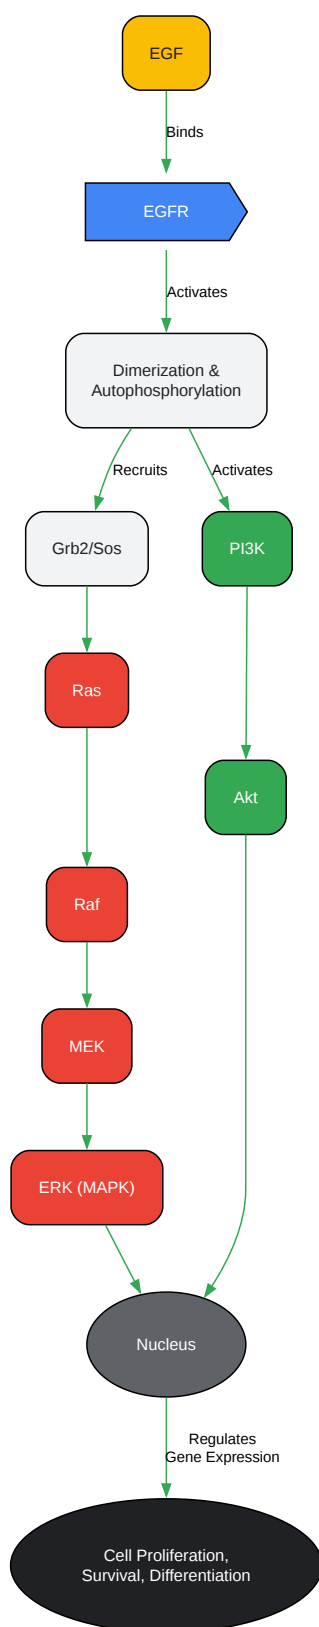 EGF
Binds
EGFR
Activates
Dimerization &
Autophosphorylation
Recruits
Activates
Grb2/Sos
PI3K
Ras
Akt
Raf
MEK
ERK (MAPK)
Nucleus
Regulates
Gene Expression
Cell Proliferation,
Survival, Differentiation